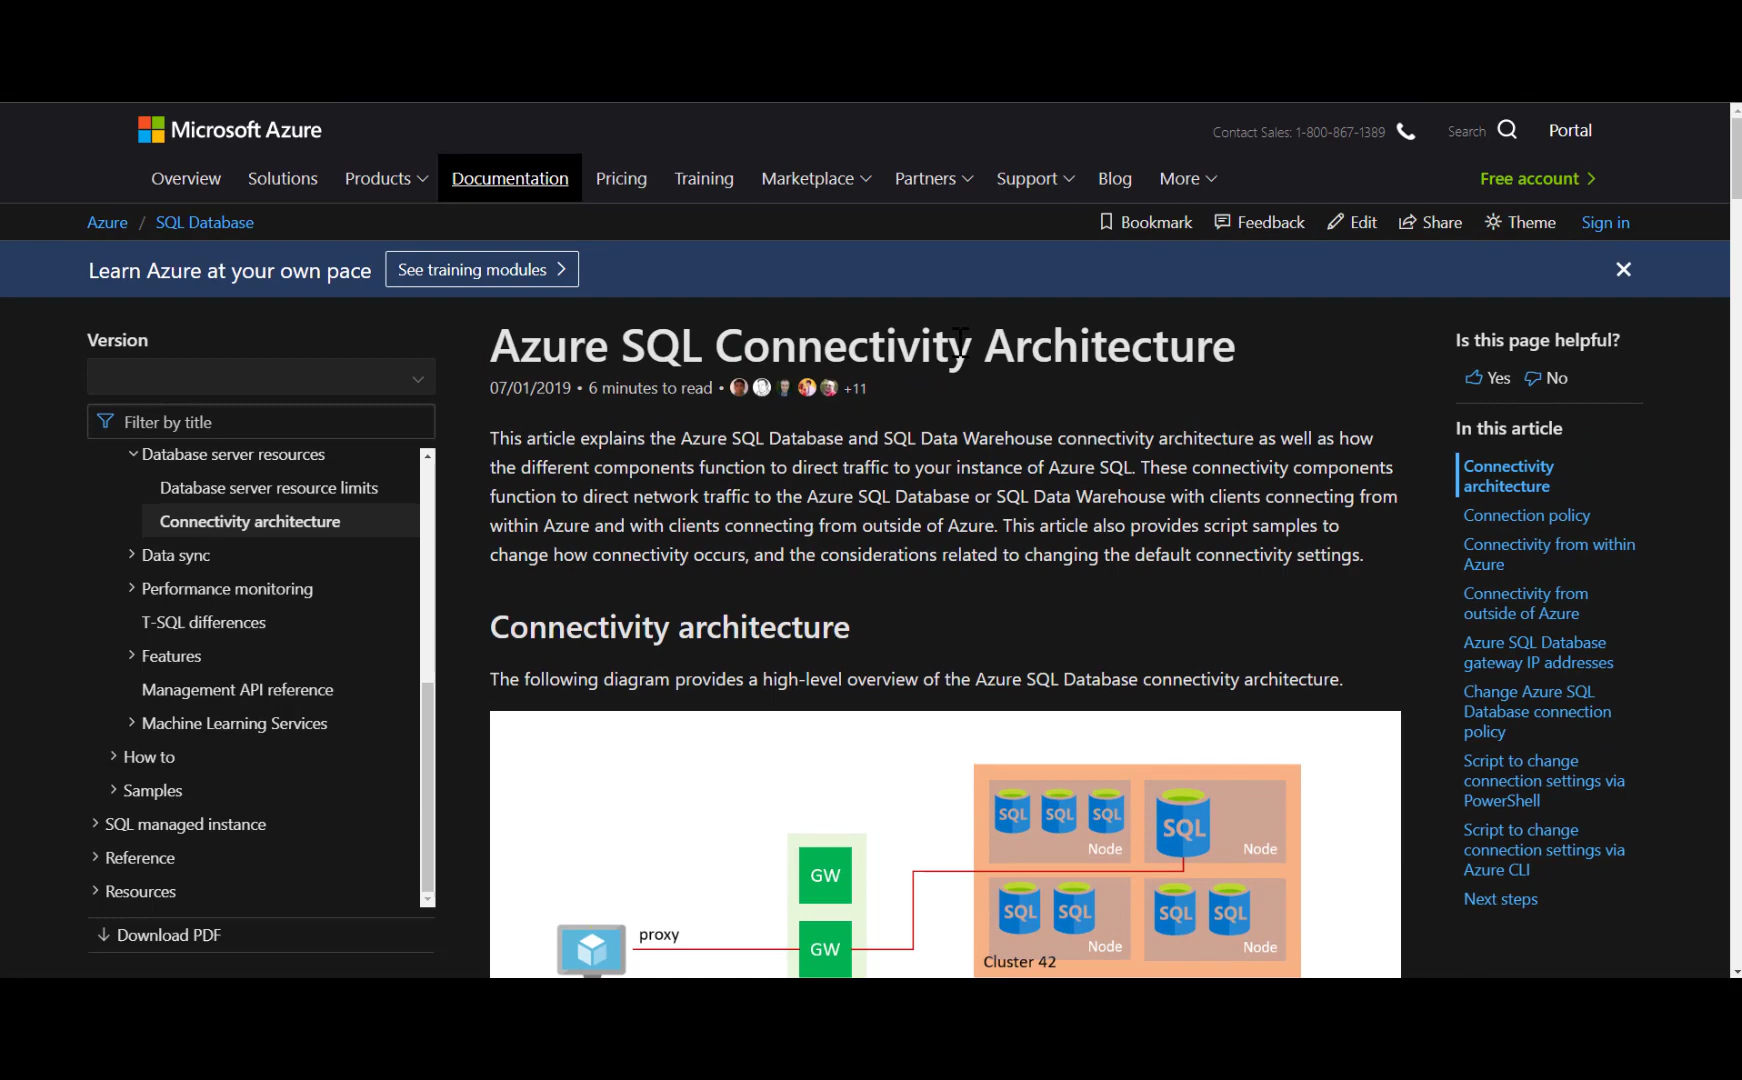 Microsoft Azure
Contact Sales: 1-800-867-1389
Search
Portal
Overview
Solutions
Products
Documentation
Pricing
Training
Marketplace
Partners
Support
Blog
More
Free account
Azure / SQL Database
Bookmark
Feedback
Edit
Share
Theme
Sign in
Learn Azure at your own pace
See training modules
Version
Filter by title
Database server resources
Database server resource limits
Connectivity architecture
Data sync
Performance monitoring
T-SQL differences
Features
Management API reference
Machine Learning Services
How to
Samples
SQL managed instance
Reference
Resources
Download PDF
Azure SQL Connectivity Architecture
07/01/2019 • 6 minutes to read • +11
This article explains the Azure SQL Database and SQL Data Warehouse connectivity architecture as well as how
the different components function to direct traffic to your instance of Azure SQL. These connectivity components
function to direct network traffic to the Azure SQL Database or SQL Data Warehouse with clients connecting from
within Azure and with clients connecting from outside of Azure. This article also provides script samples to
change how connectivity occurs, and the considerations related to changing the default connectivity settings.
Connectivity architecture
The following diagram provides a high-level overview of the Azure SQL Database connectivity architecture.
SQL SQL SQL
Node
SQL
Node
GW
SQL SQL
Node
SQL SQL
Node
proxy
GW
Cluster 42
Is this page helpful?
Yes
No
In this article
Connectivity
architecture
Connection policy
Connectivity from within
Azure
Connectivity from
outside of Azure
Azure SQL Database
gateway IP addresses
Change Azure SQL
Database connection
policy
Script to change
connection settings via
PowerShell
Script to change
connection settings via
Azure CLI
Next steps